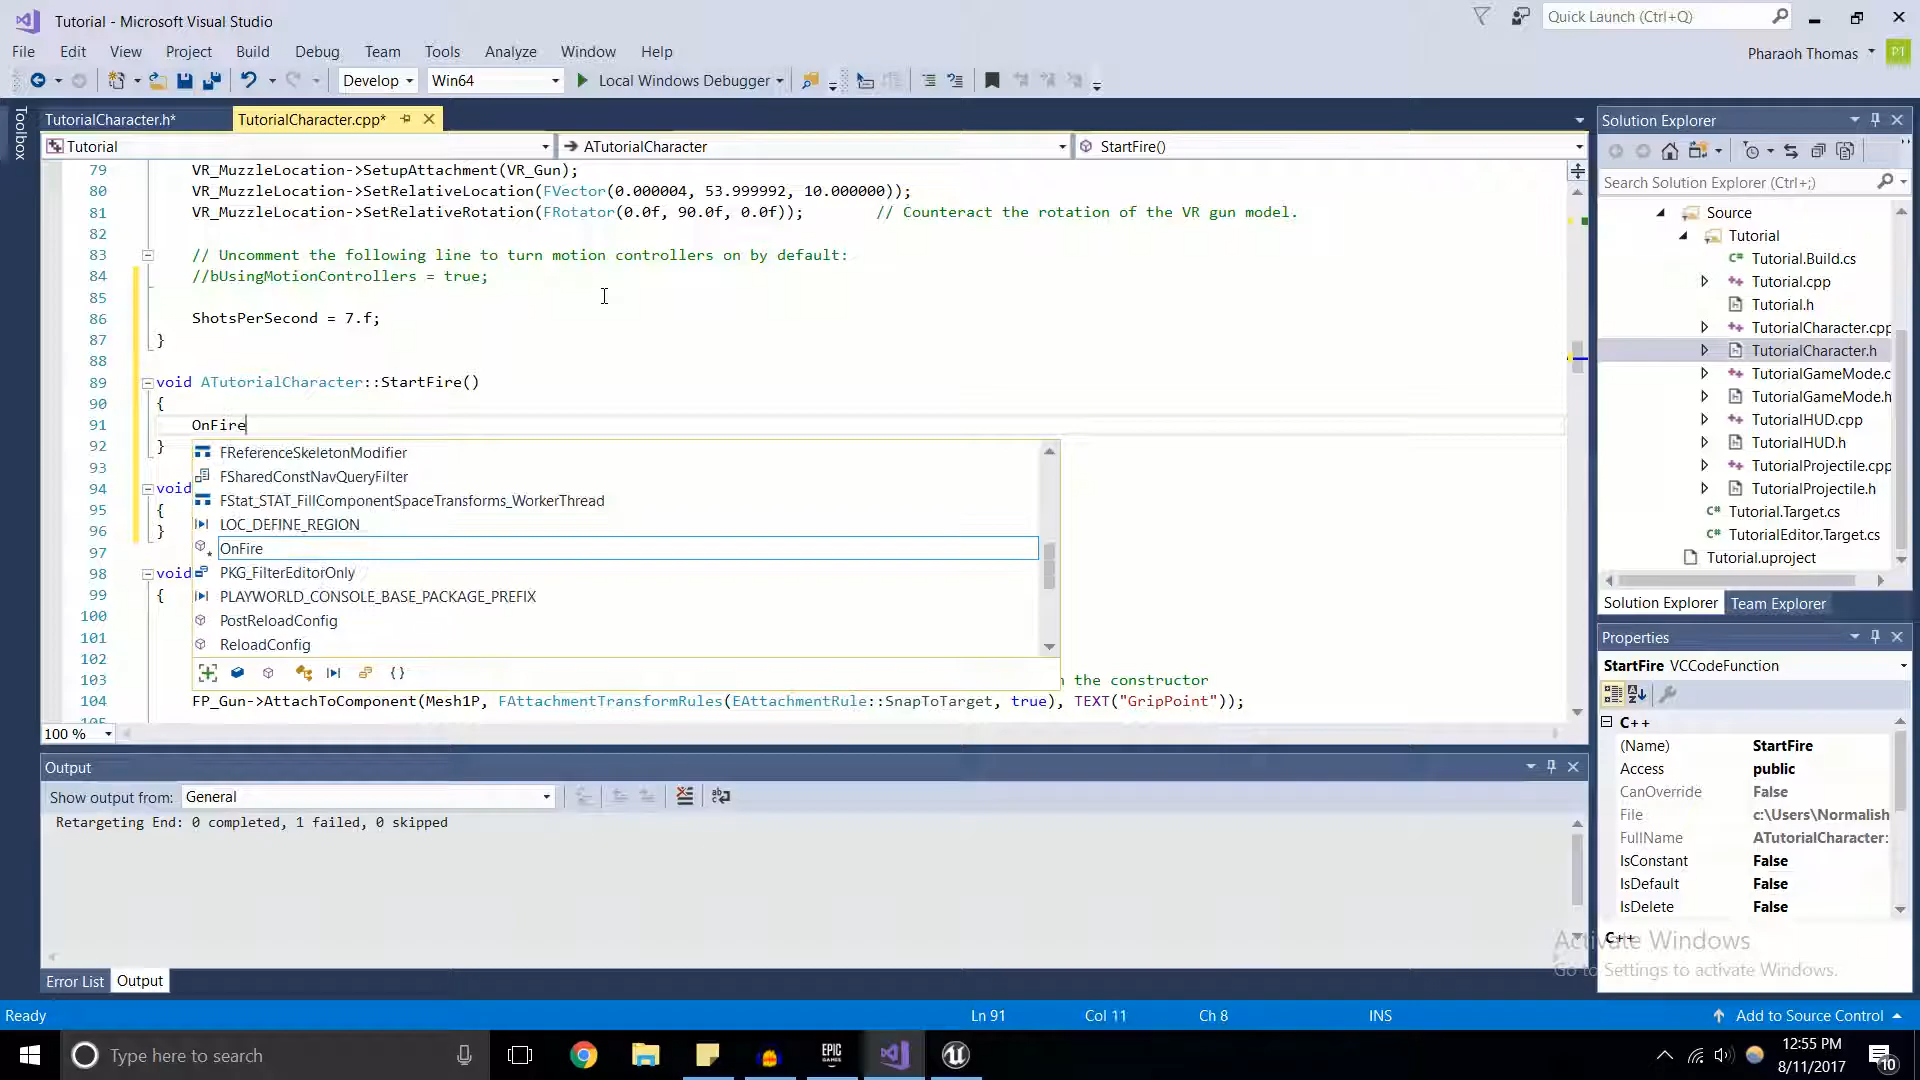 Tutorial - Microsoft Visual Studio
Quick Launch (Ctrl+Q)
File Edit View Project Build Debug Team Tools Analyze Window Help
Pharaoh Thomas
PT
Develop
Win64
Local Windows Debugger
Toolbox
TutorialCharacter.h*
TutorialCharacter.cpp*
Tutorial
ATutorialCharacter
StartFire()
79 VR_MuzzleLocation->SetupAttachment(VR_Gun);
80 VR_MuzzleLocation->SetRelativeLocation(FVector(0.000004, 53.999992, 10.000000));
81 VR_MuzzleLocation->SetRelativeRotation(FRotator(0.0f, 90.0f, 0.0f)); // Counteract the rotation of the VR gun model.
82
83 // Uncomment the following line to turn motion controllers on by default:
84 //bUsingMotionControllers = true;
85
86 ShotsPerSecond = 7.f;
87 }
88
89 void ATutorialCharacter::StartFire()
90 {
91 OnFire
92 }
93
94 void
95 {
96 }
97
98 void
99 {
100
101
102
103 n the constructor
104 FP_Gun->AttachToComponent(Mesh1P, FAttachmentTransformRules(EAttachmentRule::SnapToTarget, true), TEXT("GripPoint"));
105
FReferenceSkeletonModifier
FSharedConstNavQueryFilter
FStat_STAT_FillComponentSpaceTransforms_WorkerThread
LOC_DEFINE_REGION
OnFire
PKG_FilterEditorOnly
PLAYWORLD_CONSOLE_BASE_PACKAGE_PREFIX
PostReloadConfig
ReloadConfig
100 %
Output
Show output from: General
Retargeting End: 0 completed, 1 failed, 0 skipped
Error List
Output
Solution Explorer
Search Solution Explorer (Ctrl+;)
Source
Tutorial
Tutorial.Build.cs
Tutorial.cpp
Tutorial.h
TutorialCharacter.cpp
TutorialCharacter.h
TutorialGameMode.c
TutorialGameMode.h
TutorialHUD.cpp
TutorialHUD.h
TutorialProjectile.cpp
TutorialProjectile.h
Tutorial.Target.cs
TutorialEditor.Target.cs
Tutorial.uproject
Solution Explorer
Team Explorer
Properties
StartFire VCCodeFunction
C++
(Name) StartFire
Access public
CanOverride False
File c:\Users\Normalish
FullName ATutorialCharacter:
IsConstant False
IsDefault False
IsDelete False
C++
Activate Windows
Go to Settings to activate Windows.
Ready
Ln 91
Col 11
Ch 8
INS
Add to Source Control
Type here to search
EPIC
GAMES
12:55 PM
8/11/2017
10